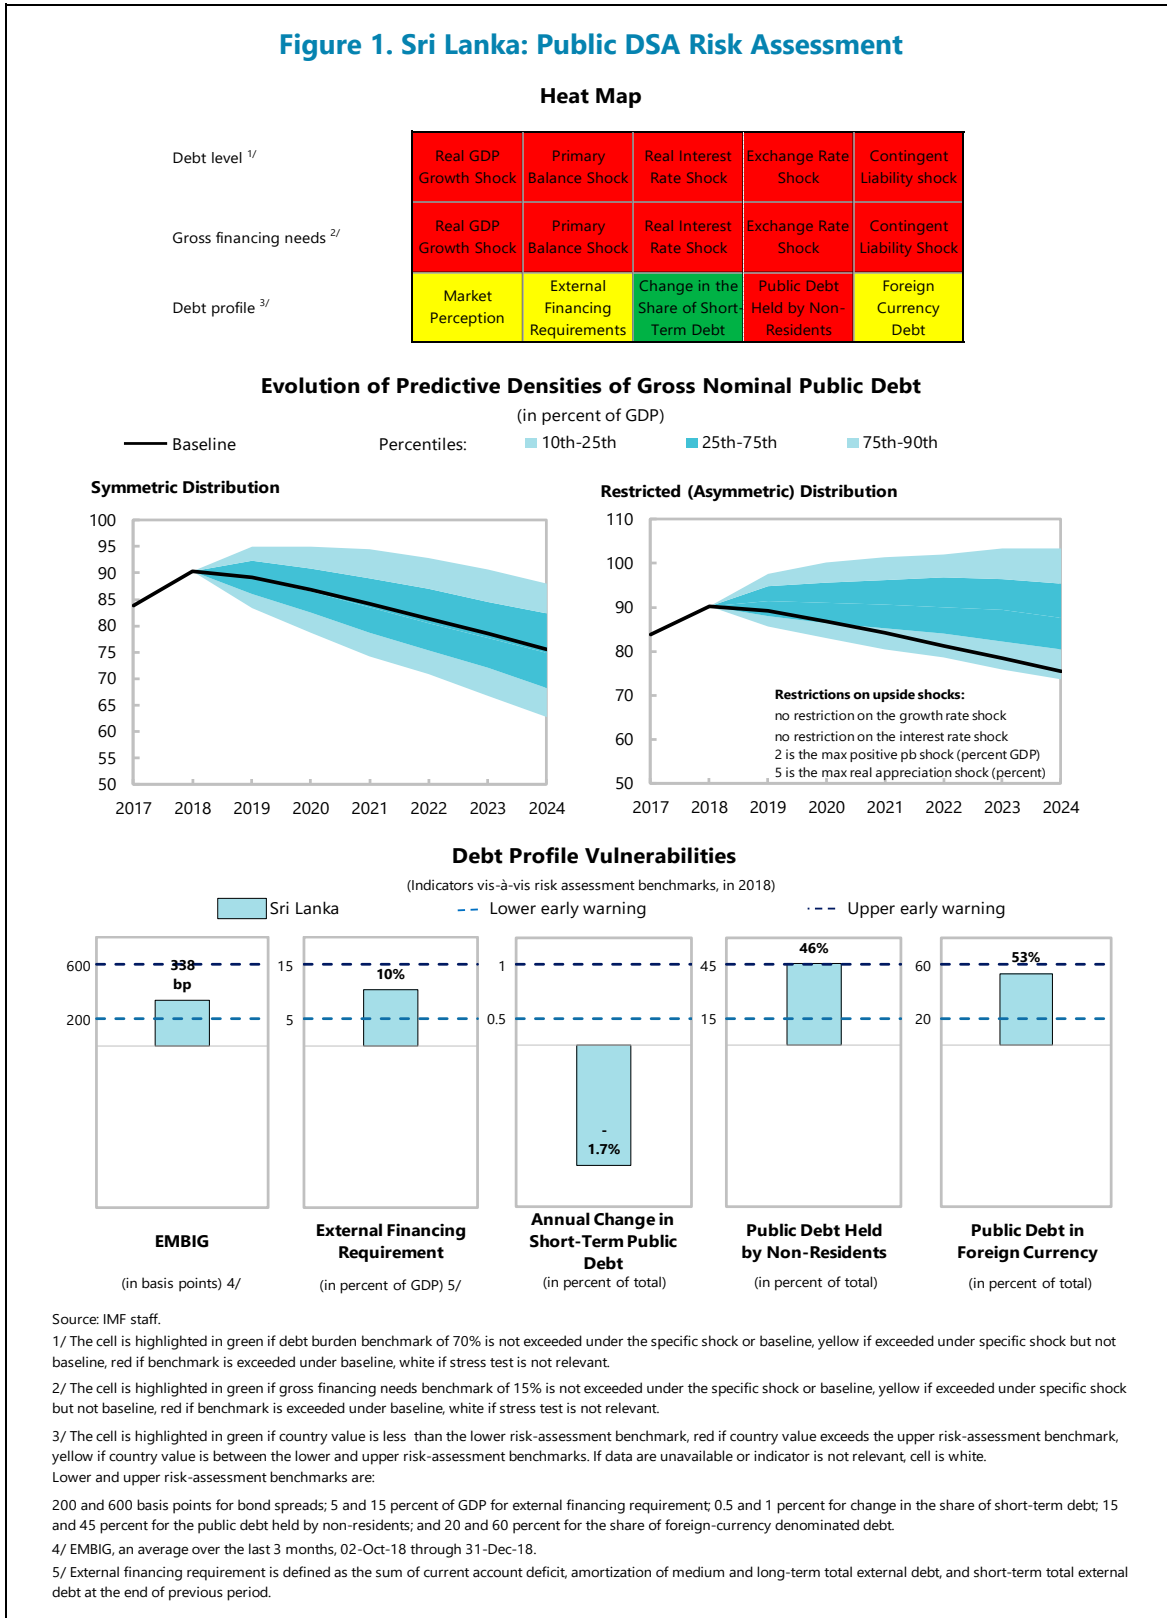 Figure 1. Sri Lanka: Public DSA Risk Assessment
Heat Map
Debt level 1/
Real GDP Growth Shock
Primary Balance Shock
Real Interest Rate Shock
Exchange Rate Shock
Contingent Liability shock
Gross financing needs 2/
Real GDP Growth Shock
Primary Balance Shock
Real Interest Rate Shock
Exchange Rate Shock
Contingent Liability Shock
Debt profile 3/
Market Perception
External Financing Requirements
Change in the Share of Short-Term Debt
Public Debt Held by Non-Residents
Foreign Currency Debt
Evolution of Predictive Densities of Gross Nominal Public Debt
(in percent of GDP)
Baseline Percentiles: 10th-25th 25th-75th 75th-90th
Symmetric Distribution
100
95
90
85
80
75
70
65
60
55
50
2017 2018 2019 2020 2021 2022 2023 2024
Restricted (Asymmetric) Distribution
110
100
90
80
70
60
50
Restrictions on upside shocks:
no restriction on the growth rate shock
no restriction on the interest rate shock
2 is the max positive pb shock (percent GDP)
5 is the max real appreciation shock (percent)
2017 2018 2019 2020 2021 2022 2023 2024
Debt Profile Vulnerabilities
(Indicators vis-à-vis risk assessment benchmarks, in 2018)
Sri Lanka Lower early warning Upper early warning
600
200
338
bp
EMBIG
(in basis points) 4/
15
5
10%
External Financing
Requirement
(in percent of GDP) 5/
1
0.5
-
1.7%
Annual Change in
Short-Term Public
Debt
(in percent of total)
45
15
46%
Public Debt Held
by Non-Residents
(in percent of total)
60
20
53%
Public Debt in
Foreign Currency
(in percent of total)
Source: IMF staff.
1/ The cell is highlighted in green if debt burden benchmark of 70% is not exceeded under the specific shock or baseline, yellow if exceeded under specific shock but not
baseline, red if benchmark is exceeded under baseline, white if stress test is not relevant.
2/ The cell is highlighted in green if gross financing needs benchmark of 15% is not exceeded under the specific shock or baseline, yellow if exceeded under specific shock
but not baseline, red if benchmark is exceeded under baseline, white if stress test is not relevant.
3/ The cell is highlighted in green if country value is less than the lower risk-assessment benchmark, red if country value exceeds the upper risk-assessment benchmark,
yellow if country value is between the lower and upper risk-assessment benchmarks. If data are unavailable or indicator is not relevant, cell is white.
Lower and upper risk-assessment benchmarks are:
200 and 600 basis points for bond spreads; 5 and 15 percent of GDP for external financing requirement; 0.5 and 1 percent for change in the share of short-term debt; 15
and 45 percent for the public debt held by non-residents; and 20 and 60 percent for the share of foreign-currency denominated debt.
4/ EMBIG, an average over the last 3 months, 02-Oct-18 through 31-Dec-18.
5/ External financing requirement is defined as the sum of current account deficit, amortization of medium and long-term total external debt, and short-term total external
debt at the end of previous period.